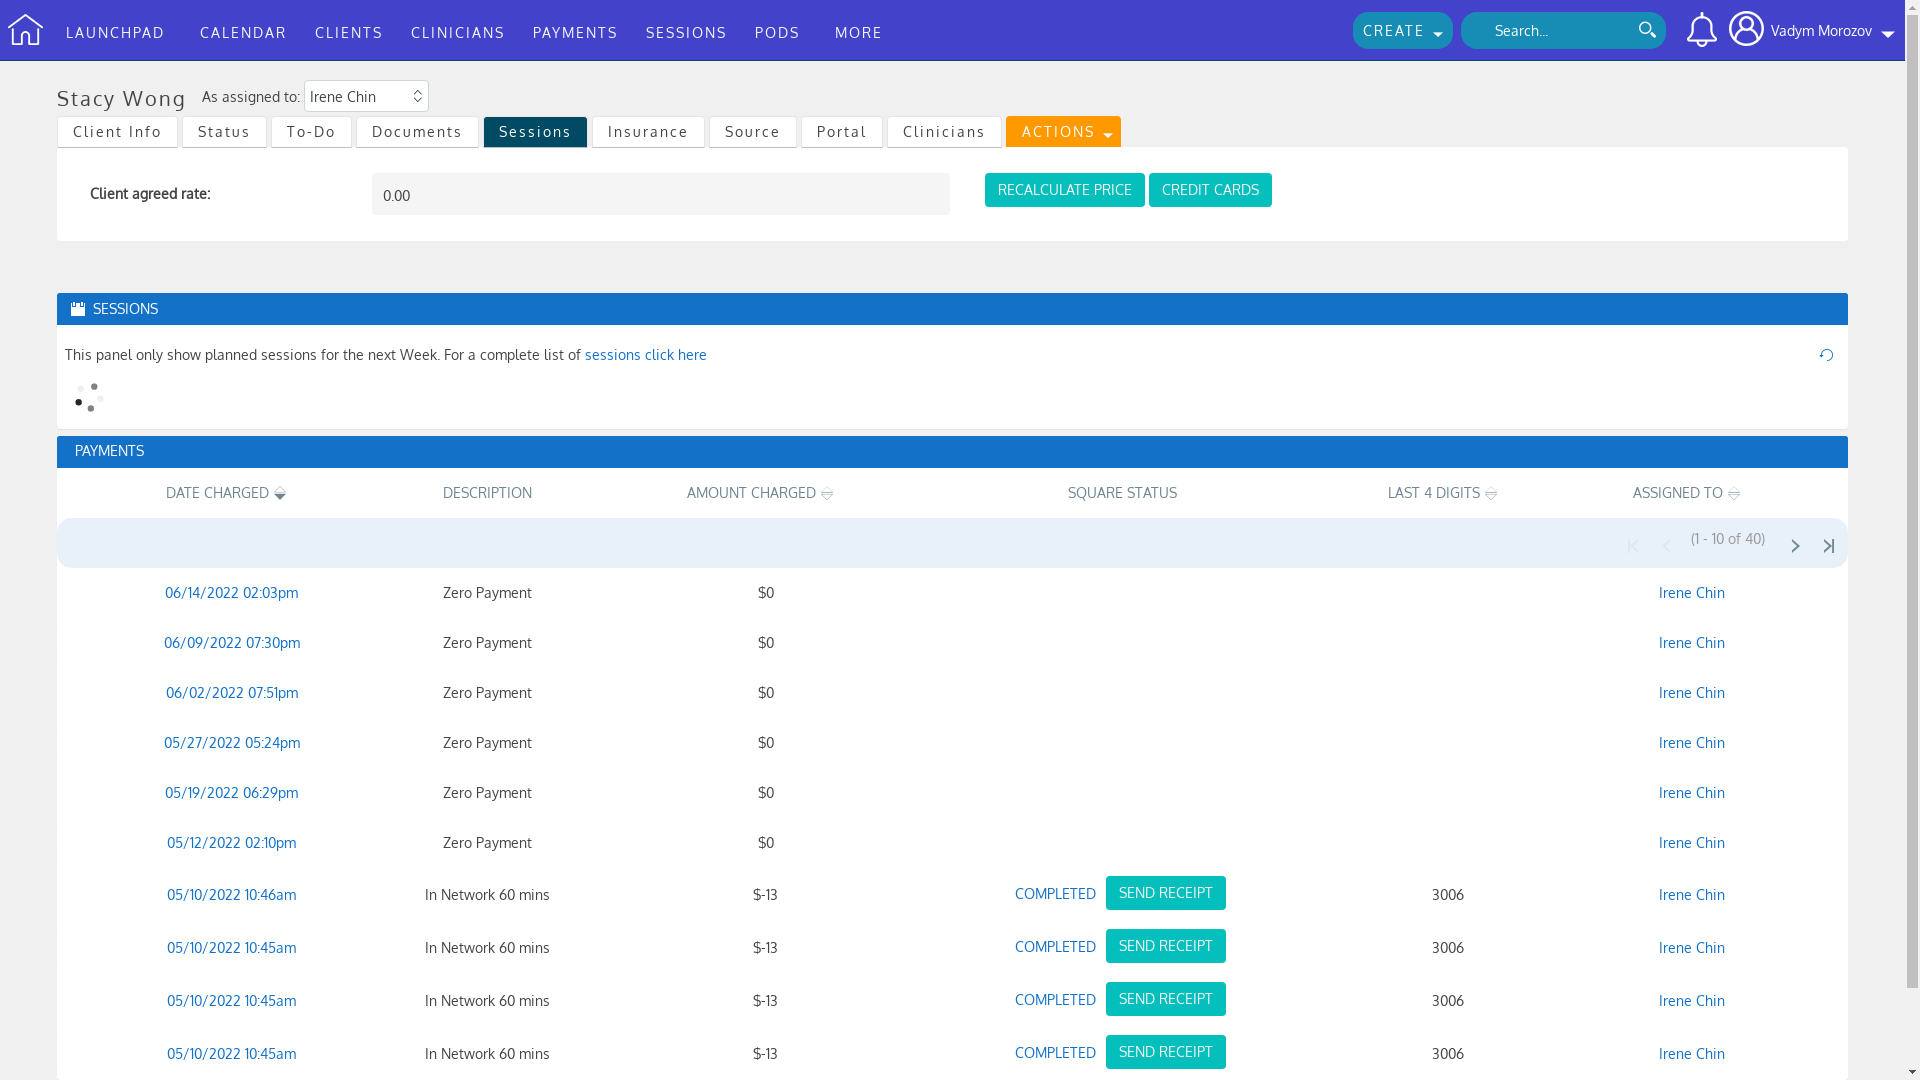 LAUNCHPAD CALENDAR CLIENTS CLINICIANS PAYMENTS SESSIONS PODS MORE CREATE Search... Vadym Morozov
Stacy Wong As assigned to: Irene Chin
Client Info Status To-Do Documents Sessions Insurance Source Portal Clinicians ACTIONS
Client agreed rate: 0.00 RECALCULATE PRICE CREDIT CARDS
SESSIONS
This panel only show planned sessions for the next Week. For a complete list of sessions click here
PAYMENTS
DATE CHARGED DESCRIPTION AMOUNT CHARGED SQUARE STATUS LAST 4 DIGITS ASSIGNED TO
(1 - 10 of 40)
06/14/2022 02:03pm Zero Payment $0 Irene Chin
06/09/2022 07:30pm Zero Payment $0 Irene Chin
06/02/2022 07:51pm Zero Payment $0 Irene Chin
05/27/2022 05:24pm Zero Payment $0 Irene Chin
05/19/2022 06:29pm Zero Payment $0 Irene Chin
05/12/2022 02:10pm Zero Payment $0 Irene Chin
05/10/2022 10:46am In Network 60 mins $-13 COMPLETED SEND RECEIPT 3006 Irene Chin
05/10/2022 10:45am In Network 60 mins $-13 COMPLETED SEND RECEIPT 3006 Irene Chin
05/10/2022 10:45am In Network 60 mins $-13 COMPLETED SEND RECEIPT 3006 Irene Chin
05/10/2022 10:45am In Network 60 mins $-13 COMPLETED SEND RECEIPT 3006 Irene Chin